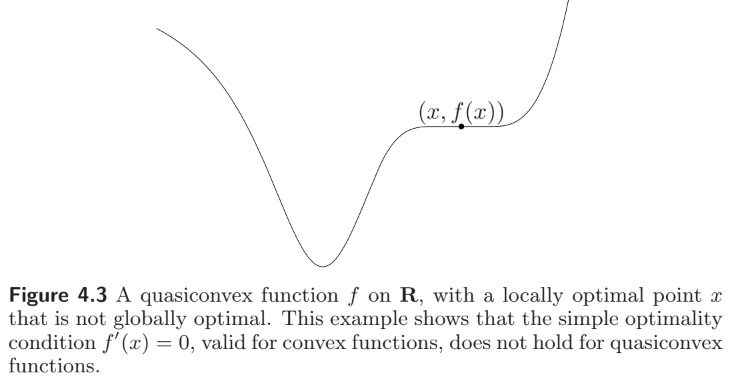 (x, f(x))
Figure 4.3 A quasiconvex function f on R, with a locally optimal point x
that is not globally optimal. This example shows that the simple optimality
condition f′(x) = 0, valid for convex functions, does not hold for quasiconvex
functions.